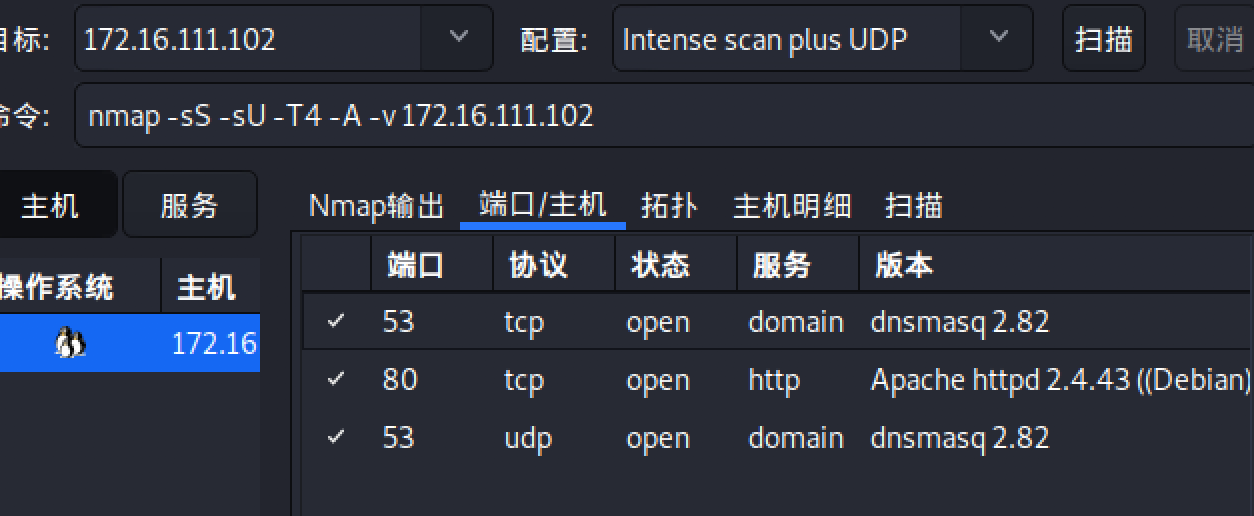 目标: 172.16.111.102 配置: Intense scan plus UDP 扫描 取消
命令: nmap -sS -sU -T4 -A -v 172.16.111.102
主机 服务 Nmap输出 端口/主机 拓扑 主机明细 扫描
操作系统 主机 端口 协议 状态 服务 版本
53 tcp open domain dnsmasq 2.82
172.16
80 tcp open http Apache httpd 2.4.43 ((Debian)
53 udp open domain dnsmasq 2.82